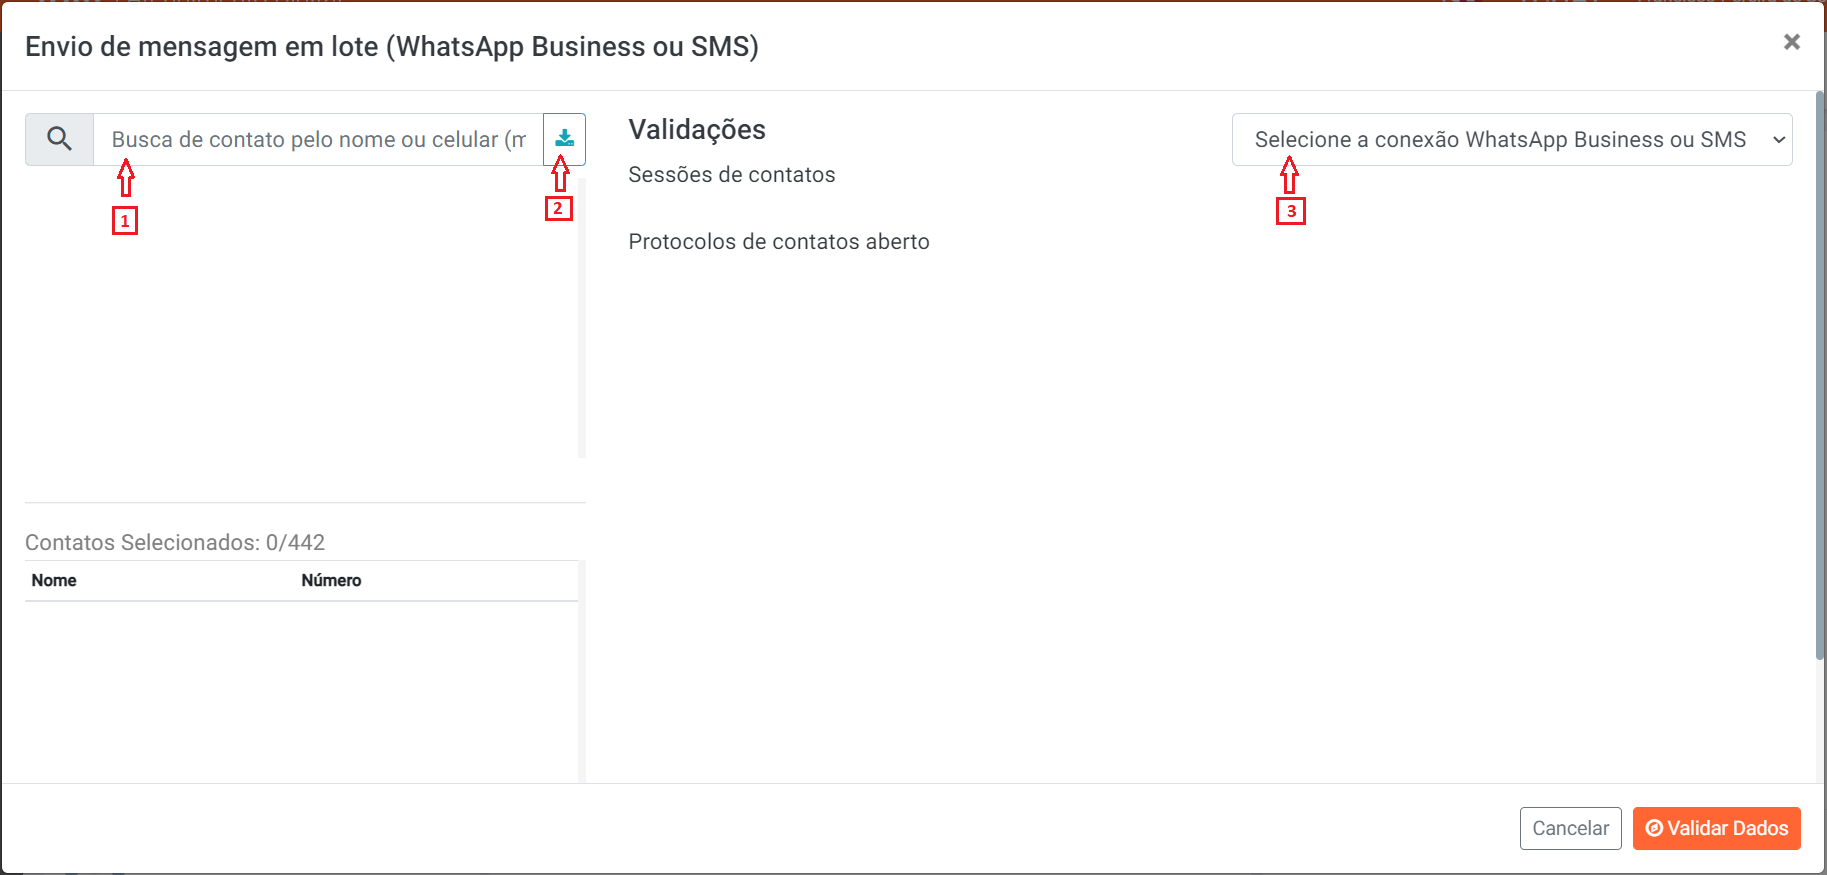 Envio de mensagem em lote (WhatsApp Business ou SMS)
×
Busca de contato pelo nome ou celular (m
Validações
Selecione a conexão WhatsApp Business ou SMS
Sessões de contatos
1
2
3
Protocolos de contatos aberto
Contatos Selecionados: 0/442
Nome Número
Cancelar
Validar Dados